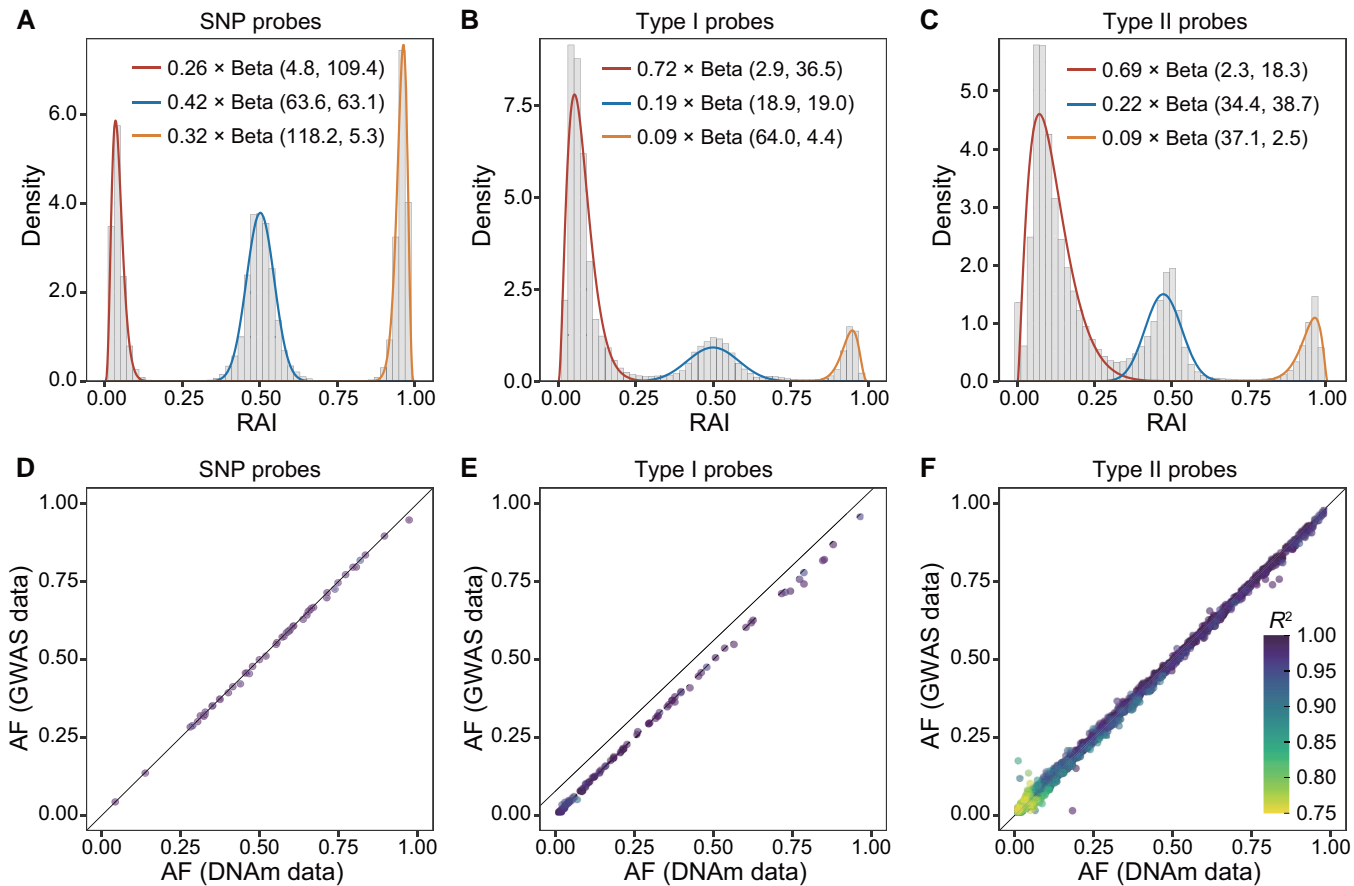 A
SNP probes
0.26 × Beta (4.8, 109.4)
0.42 × Beta (63.6, 63.1)
0.32 × Beta (118.2, 5.3)
Density
6.0
4.0
2.0
0.0
0.00 0.25 0.50 0.75 1.00
RAI
B
Type I probes
0.72 × Beta (2.9, 36.5)
0.19 × Beta (18.9, 19.0)
0.09 × Beta (64.0, 4.4)
Density
7.5
5.0
2.5
0.0
0.00 0.25 0.50 0.75 1.00
RAI
C
Type II probes
0.69 × Beta (2.3, 18.3)
0.22 × Beta (34.4, 38.7)
0.09 × Beta (37.1, 2.5)
Density
5.0
4.0
3.0
2.0
1.0
0.0
0.00 0.25 0.50 0.75 1.00
RAI
D
SNP probes
AF (GWAS data)
1.00
0.75
0.50
0.25
0.00
0.00 0.25 0.50 0.75 1.00
AF (DNAm data)
E
Type I probes
AF (GWAS data)
1.00
0.75
0.50
0.25
0.00
0.00 0.25 0.50 0.75 1.00
AF (DNAm data)
F
Type II probes
AF (GWAS data)
1.00
0.75
0.50
0.25
0.00
0.00 0.25 0.50 0.75 1.00
AF (DNAm data)
R²
1.00
0.95
0.90
0.85
0.80
0.75